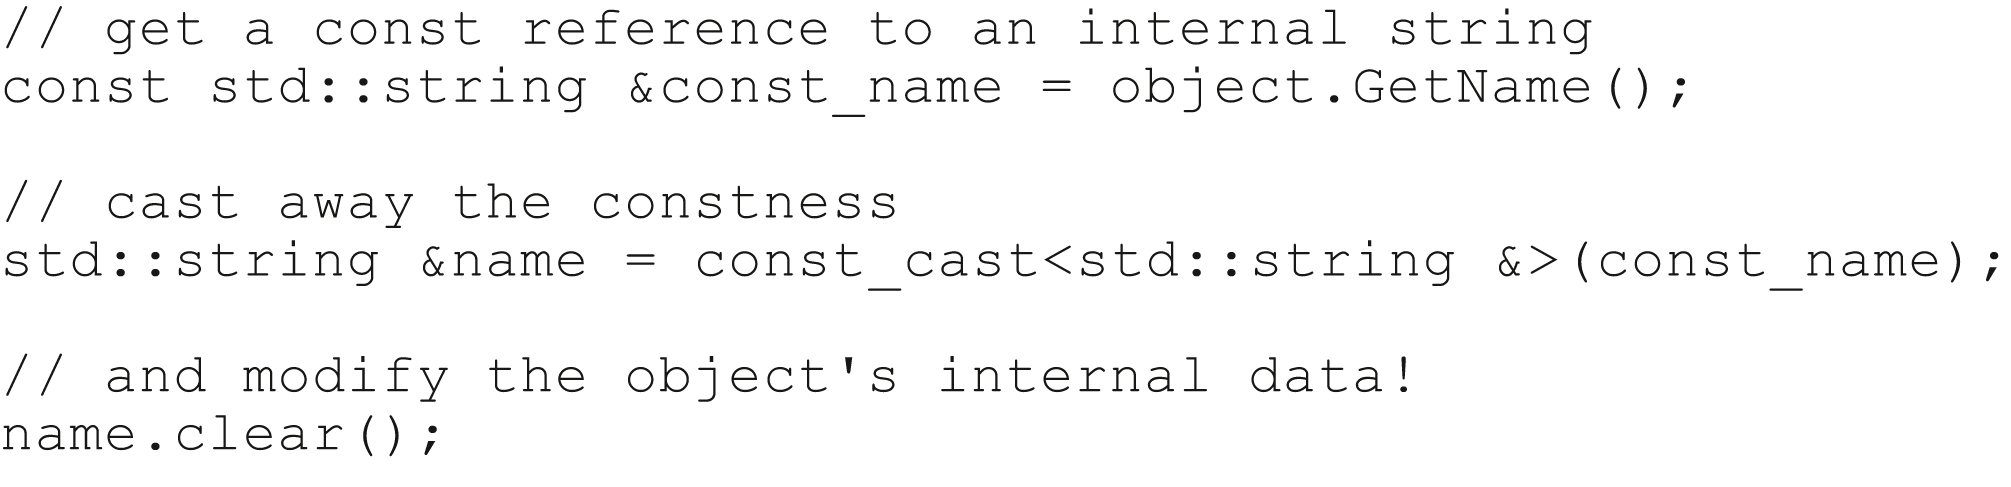 // get a const reference to an internal string
const std::string &const_name = object.GetName();
// cast away the constness
std::string &name = const_cast<std::string &>(const_name);
// and modify the object's internal data!
name.clear();